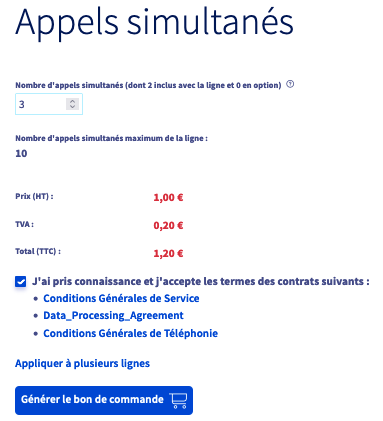 Appels simultanés
Nombre d'appels simultanés (dont 2 inclus avec la ligne et 0 en option) ?
3
Nombre d'appels simultanés maximum de la ligne :
10
Prix (HT) : 1,00 €
TVA : 0,20 €
Total (TTC) : 1,20 €
J'ai pris connaissance et j'accepte les termes des contrats suivants :
• Conditions Générales de Service
• Data_Processing_Agreement
• Conditions Générales de Téléphonie
Appliquer à plusieurs lignes
Générer le bon de commande